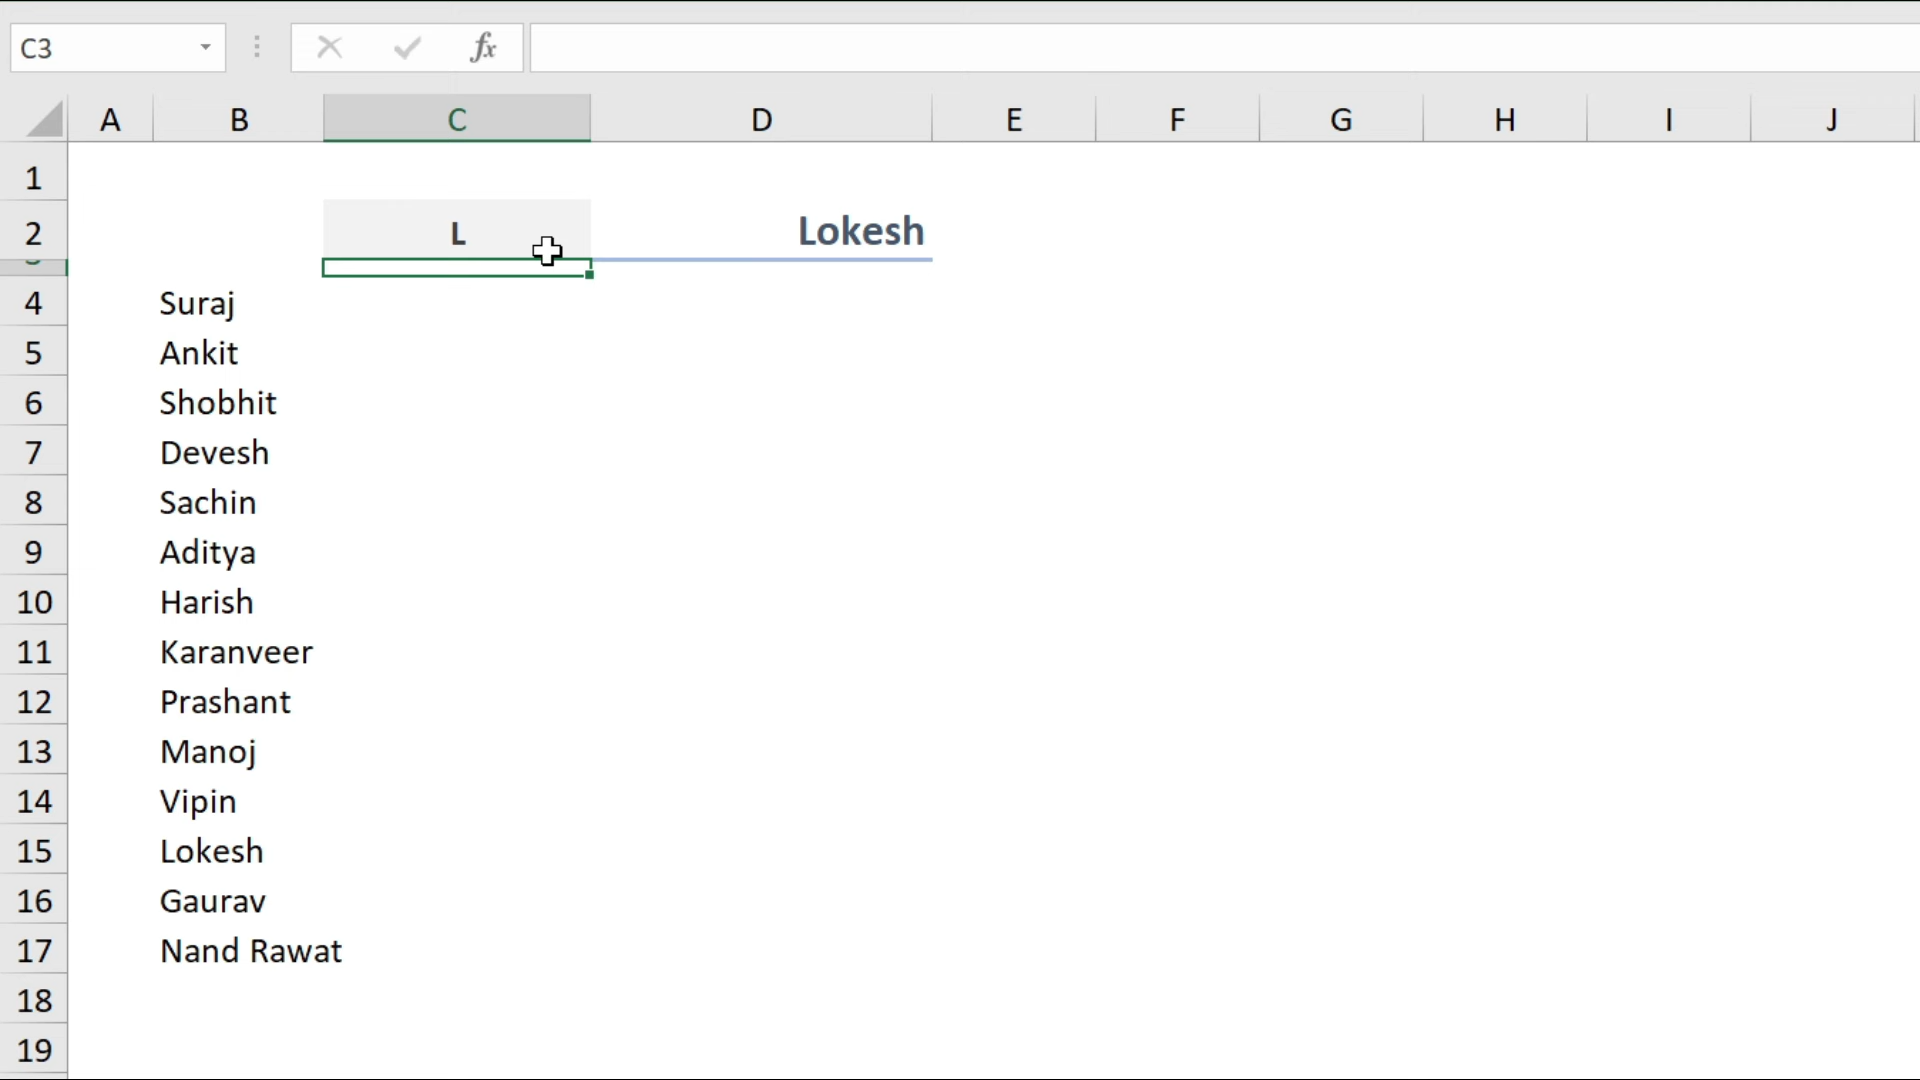 C3
fx
A B C D E F G H I J
1
2 L Lokesh
4 Suraj
5 Ankit
6 Shobhit
7 Devesh
8 Sachin
9 Aditya
10 Harish
11 Karanveer
12 Prashant
13 Manoj
14 Vipin
15 Lokesh
16 Gaurav
17 Nand Rawat
18
19